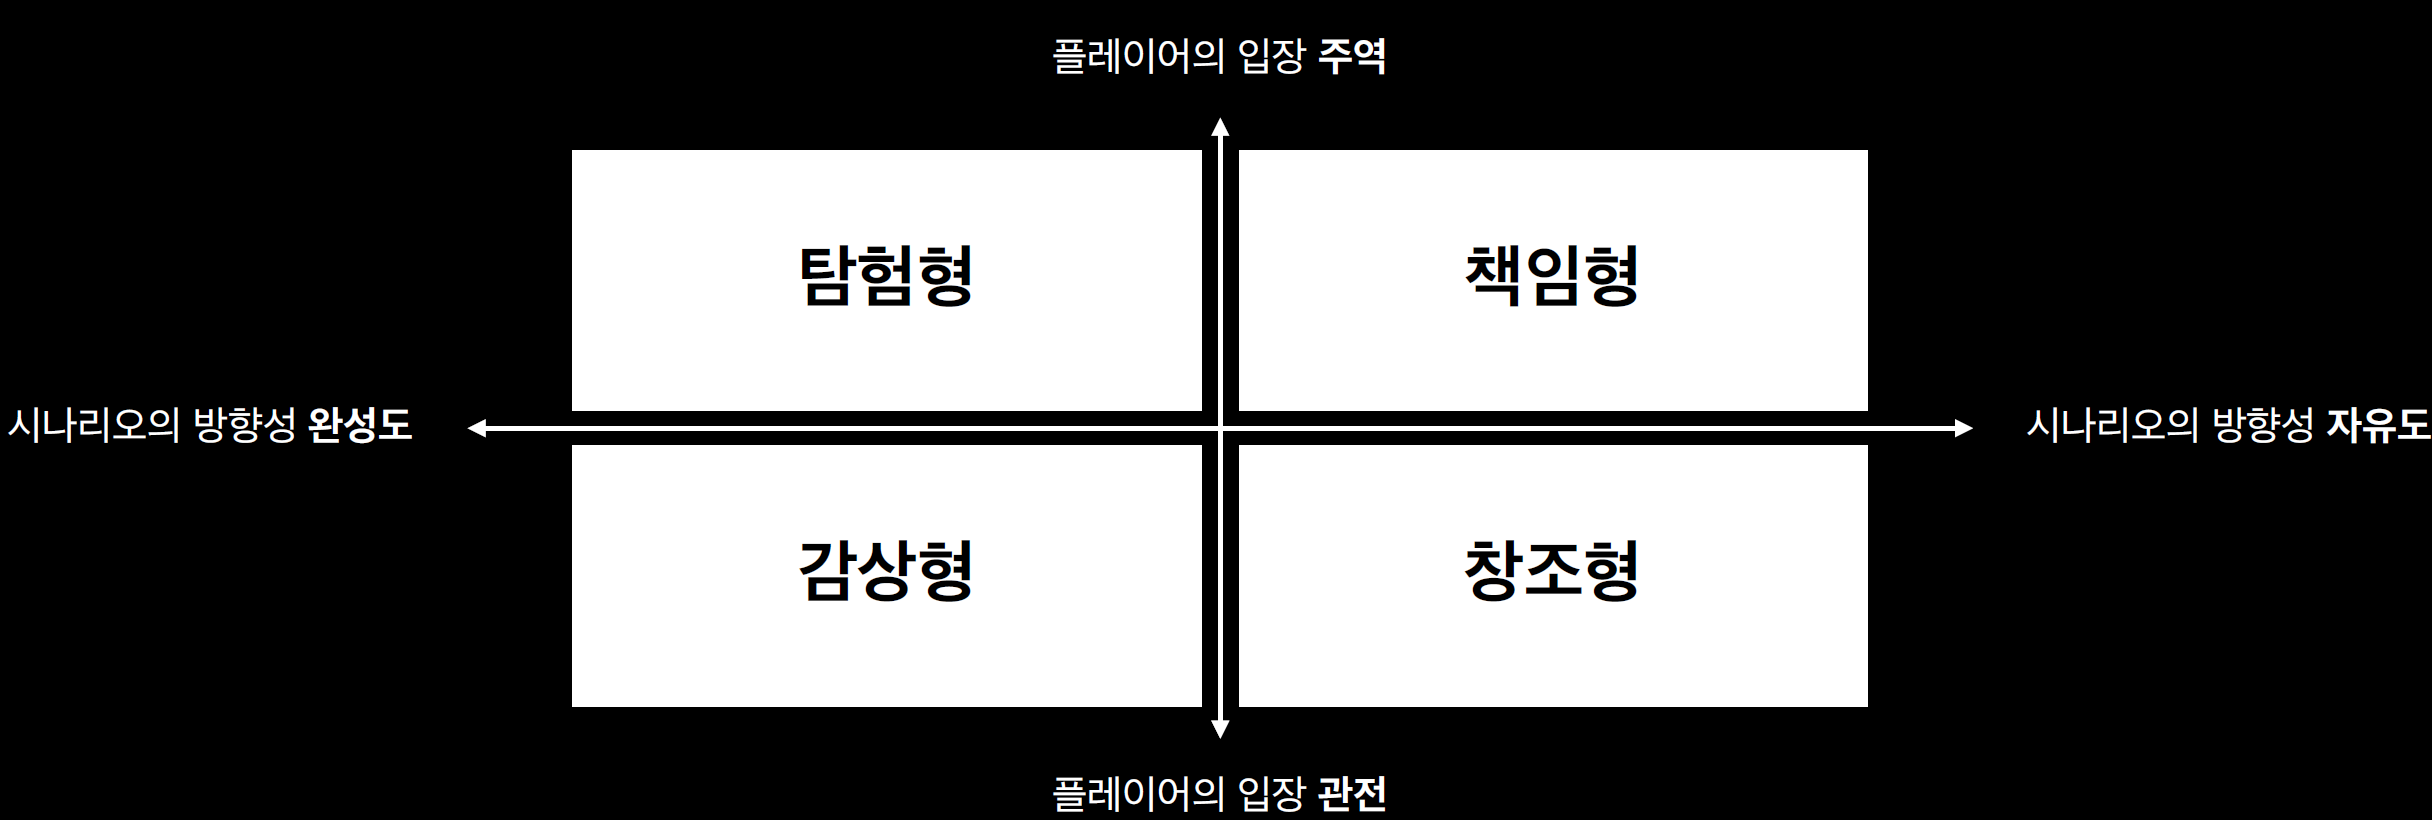 플레이어의 입장 주역
탐험형
책임형
시나리오의 방향성 완성도
시나리오의 방향성 자유도
감상형
창조형
플레이어의 입장 관전